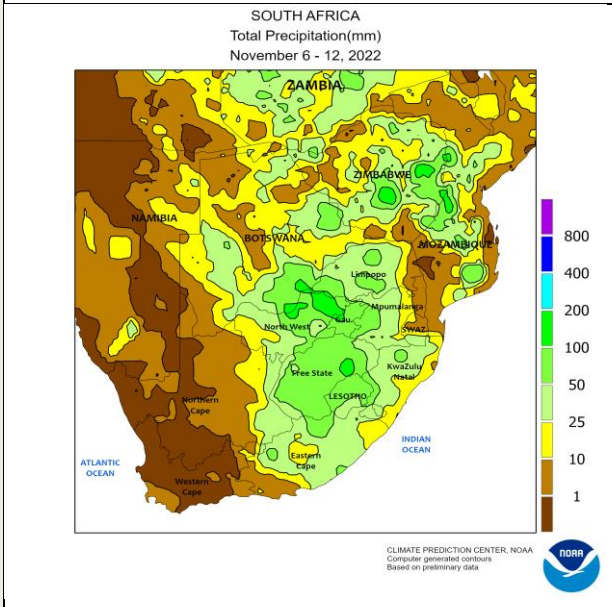 SOUTH AFRICA
Total Precipitation(mm)
November 6 - 12, 2022
ZAMBIA
ZIMBABWE
NAMIBIA
BOTSWANA
MOZAMBIQUE
Limpopo
Mpumalanga
Gau.
North West
SWAZ.
Free State
KwaZulu
Natal
LESOTHO
Northern
Cape
Eastern
Cape
Western
Cape
ATLANTIC
OCEAN
INDIAN
OCEAN
800
400
200
100
50
25
10
1
CLIMATE PREDICTION CENTER, NOAA
Computer generated contours
Based on preliminary data
NOAA